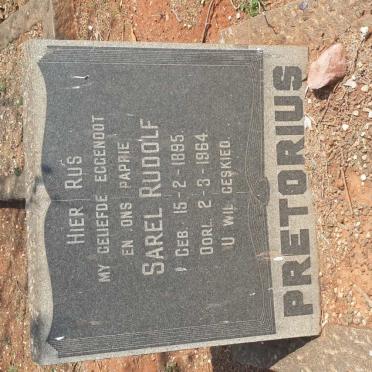 HIER RUS
MY GELIEFDE EGGENOOT
EN ONS PAPPIE
SAREL RUDOLF
GEB. 15-2-1895.
OORL. 2-3-1964.
U WIL GESKIED.
PRETORIUS